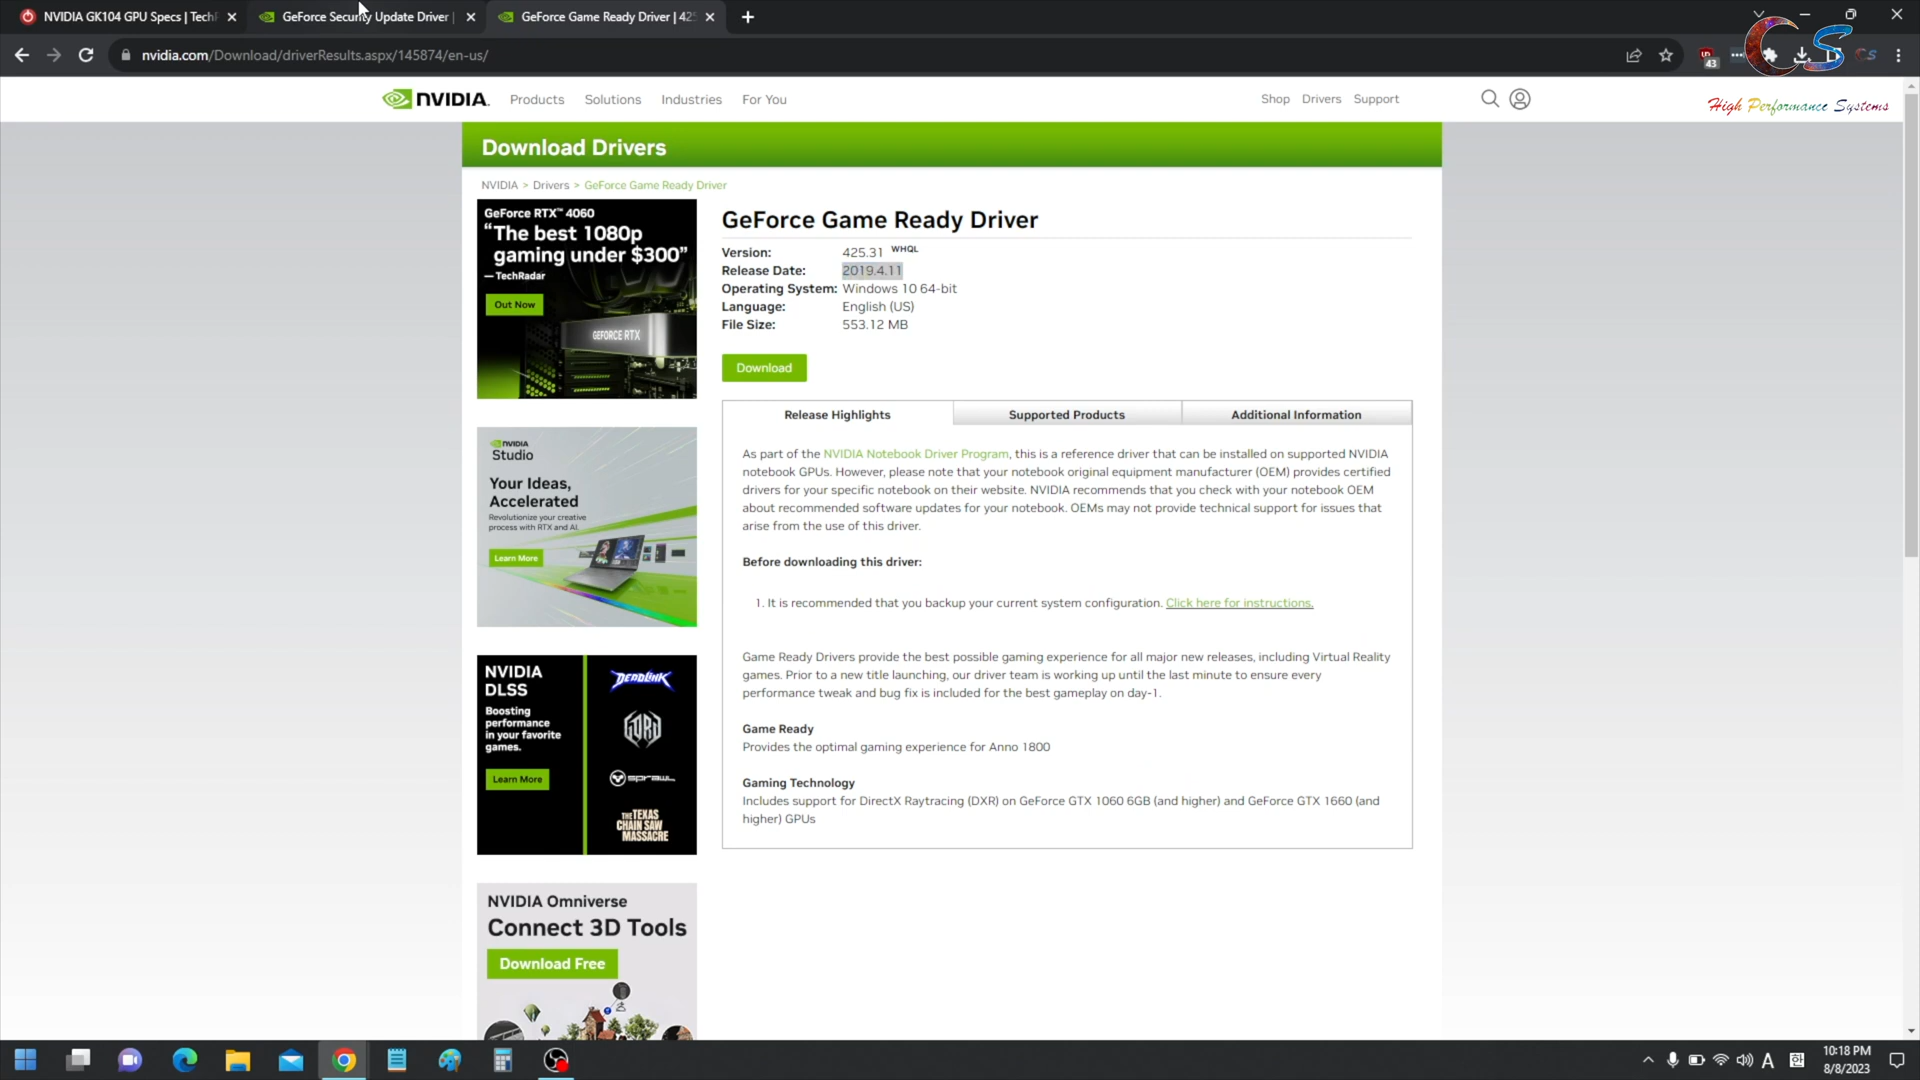 NVIDIA GK104 GPU Specs | TechP
GeForce Security Update Driver |
GeForce Game Ready Driver | 425
nvidia.com/Download/driverResults.aspx/145874/en-us/
43
CS
High Performance Systems
NVIDIA.
Products
Solutions
Industries
For You
Shop
Drivers
Support
Download Drivers
NVIDIA > Drivers > GeForce Game Ready Driver
GeForce RTX™ 4060
“The best 1080p
gaming under $300”
— TechRadar
Out Now
GEFORCE RTX
GeForce Game Ready Driver
Version: 425.31 WHQL
Release Date: 2019.4.11
Operating System: Windows 10 64-bit
Language: English (US)
File Size: 553.12 MB
Download
Release Highlights
Supported Products
Additional Information
As part of the NVIDIA Notebook Driver Program, this is a reference driver that can be installed on supported NVIDIA
notebook GPUs. However, please note that your notebook original equipment manufacturer (OEM) provides certified
drivers for your specific notebook on their website. NVIDIA recommends that you check with your notebook OEM
about recommended software updates for your notebook. OEMs may not provide technical support for issues that
arise from the use of this driver.
Before downloading this driver:
1. It is recommended that you backup your current system configuration. Click here for instructions.
Game Ready Drivers provide the best possible gaming experience for all major new releases, including Virtual Reality
games. Prior to a new title launching, our driver team is working up until the last minute to ensure every
performance tweak and bug fix is included for the best gameplay on day-1.
Game Ready
Provides the optimal gaming experience for Anno 1800
Gaming Technology
Includes support for DirectX Raytracing (DXR) on GeForce GTX 1060 6GB (and higher) and GeForce GTX 1660 (and
higher) GPUs
NVIDIA
Studio
Your Ideas,
Accelerated
Revolutionize your creative
process with RTX and AI.
Learn More
NVIDIA
DLSS
Boosting
performance
in your favorite
games.
Learn More
DEADLINK
GORD
SPRAWL
THE TEXAS
CHAIN SAW
MASSACRE
NVIDIA Omniverse
Connect 3D Tools
Download Free
A
한
10:18 PM
8/8/2023